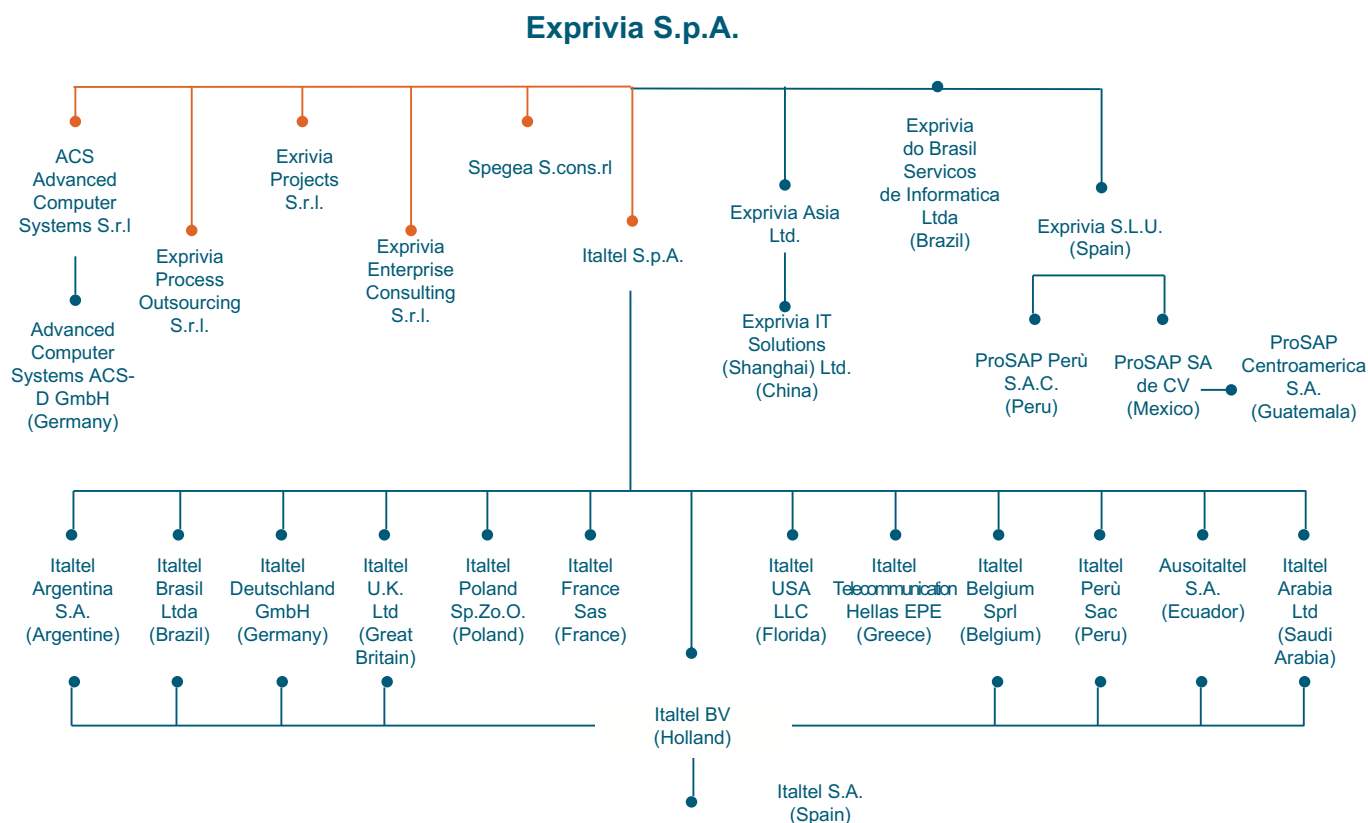 Exprivia S.p.A.
ACS
Advanced
Computer
Systems S.r.l
Exprivia
Process
Outsourcing
S.r.l.
Exrivia
Projects
S.r.l.
Exprivia
Enterprise
Consulting
S.r.l.
Spegea S.cons.rl
Italtel S.p.A.
Exprivia Asia
Ltd.
Exprivia
do Brasil
Servicos
de Informatica
Ltda
(Brazil)
Exprivia S.L.U.
(Spain)
Advanced
Computer
Systems ACS-
D GmbH
(Germany)
Exprivia IT
Solutions
(Shanghai) Ltd.
(China)
ProSAP Perù
S.A.C.
(Peru)
ProSAP SA
de CV
(Mexico)
ProSAP
Centroamerica
S.A.
(Guatemala)
Italtel
Argentina
S.A.
(Argentine)
Italtel
Brasil
Ltda
(Brazil)
Italtel
Deutschland
GmbH
(Germany)
Italtel
U.K.
Ltd
(Great
Britain)
Italtel
Poland
Sp.Zo.O.
(Poland)
Italtel
France
Sas
(France)
Italtel
USA
LLC
(Florida)
Italtel
Telecommunication
Hellas EPE
(Greece)
Italtel
Belgium
Sprl
(Belgium)
Italtel
Perù
Sac
(Peru)
Ausoitaltel
S.A.
(Ecuador)
Italtel
Arabia
Ltd
(Saudi
Arabia)
Italtel BV
(Holland)
Italtel S.A.
(Spain)